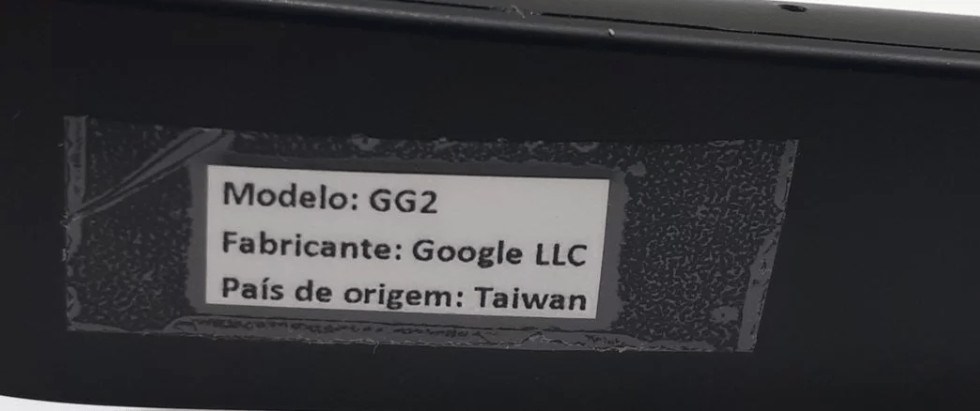 Modelo: GG2
Fabricante: Google LLC
País de origem: Taiwan